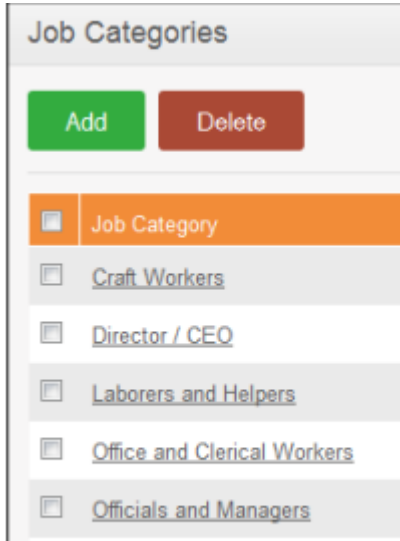 Job Categories
Add Delete
Job Category
Craft Workers
Director / CEO
Laborers and Helpers
Office and Clerical Workers
Officials and Managers